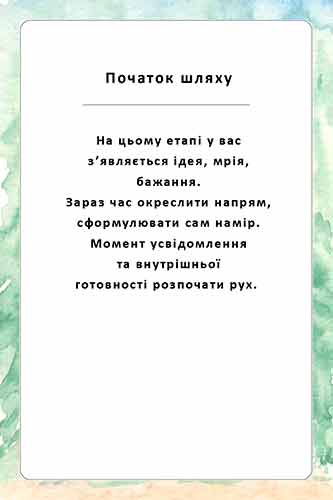 Початок шляху
На цьому етапі у вас
з’являється ідея, мрія,
бажання.
Зараз час окреслити напрям,
сформулювати сам намір.
Момент усвідомлення
та внутрішньої
готовності розпочати рух.